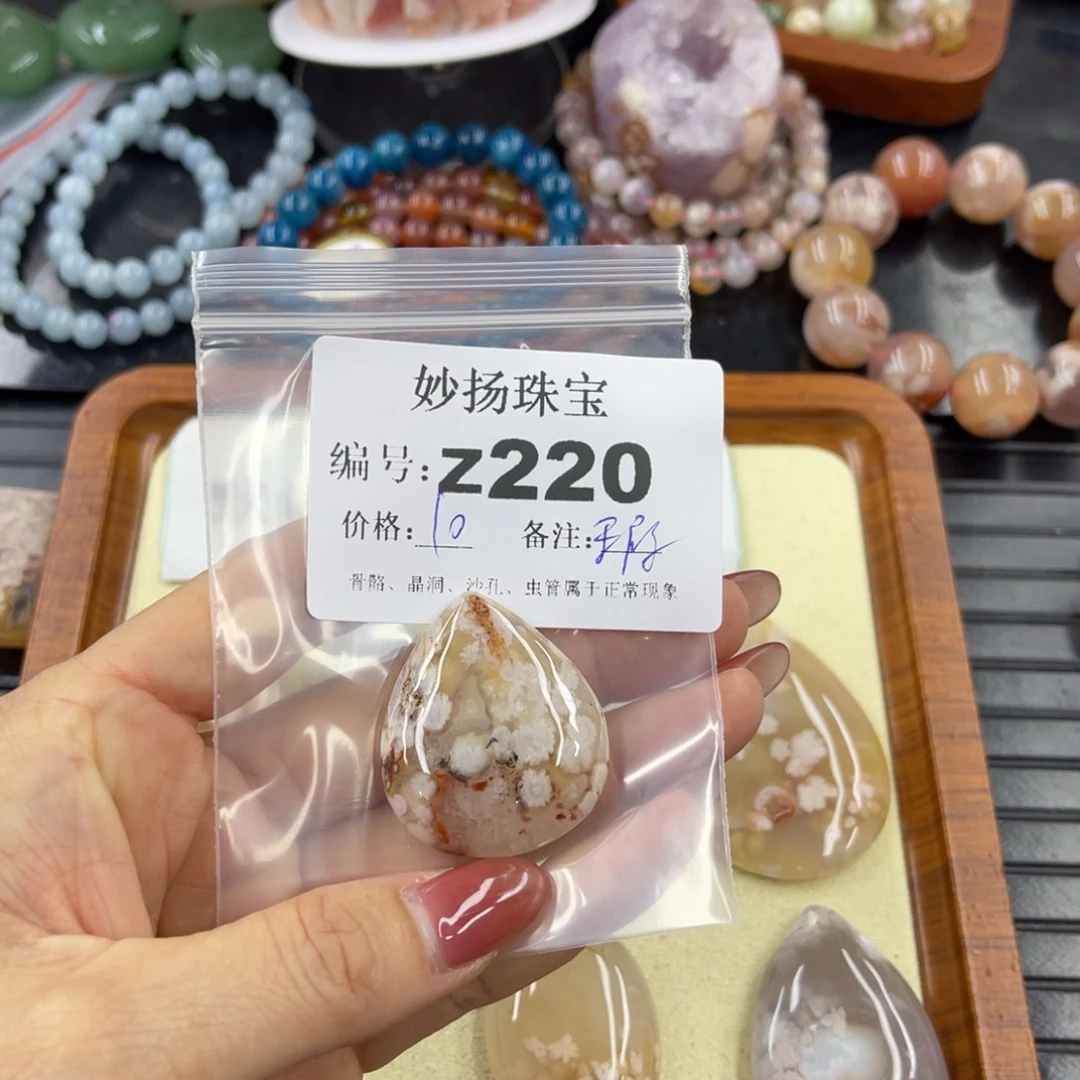 妙扬珠宝
编号:z220
价格: 10 备注:
骨骼、晶洞、沙孔、虫管属于正常现象